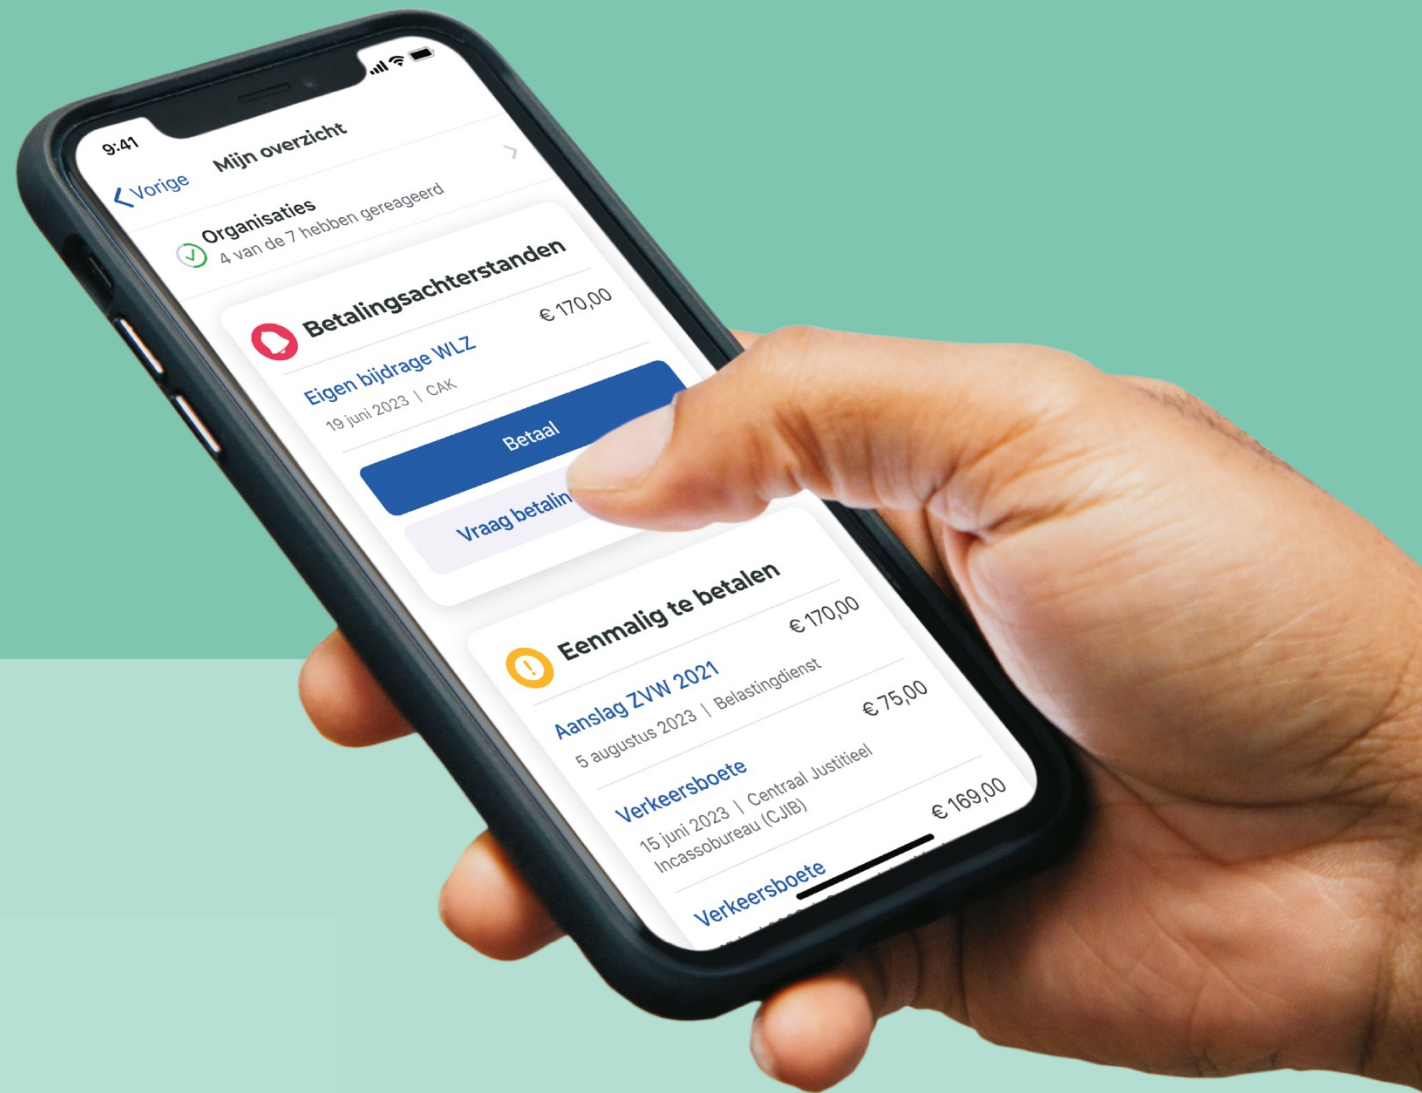 9:41
Vorige
Mijn overzicht
Organisaties
4 van de 7 hebben gereageerd
Betalingsachterstanden
Eigen bijdrage WLZ
€ 170,00
19 juni 2023 | CAK
Betaal
Vraag betalin
Eenmalig te betalen
Aanslag ZVW 2021
€ 170,00
5 augustus 2023 | Belastingdienst
Verkeersboete
€ 75,00
15 juni 2023 | Centraal Justitieel
Incassobureau (CJIB)
Verkeersboete
€ 169,00